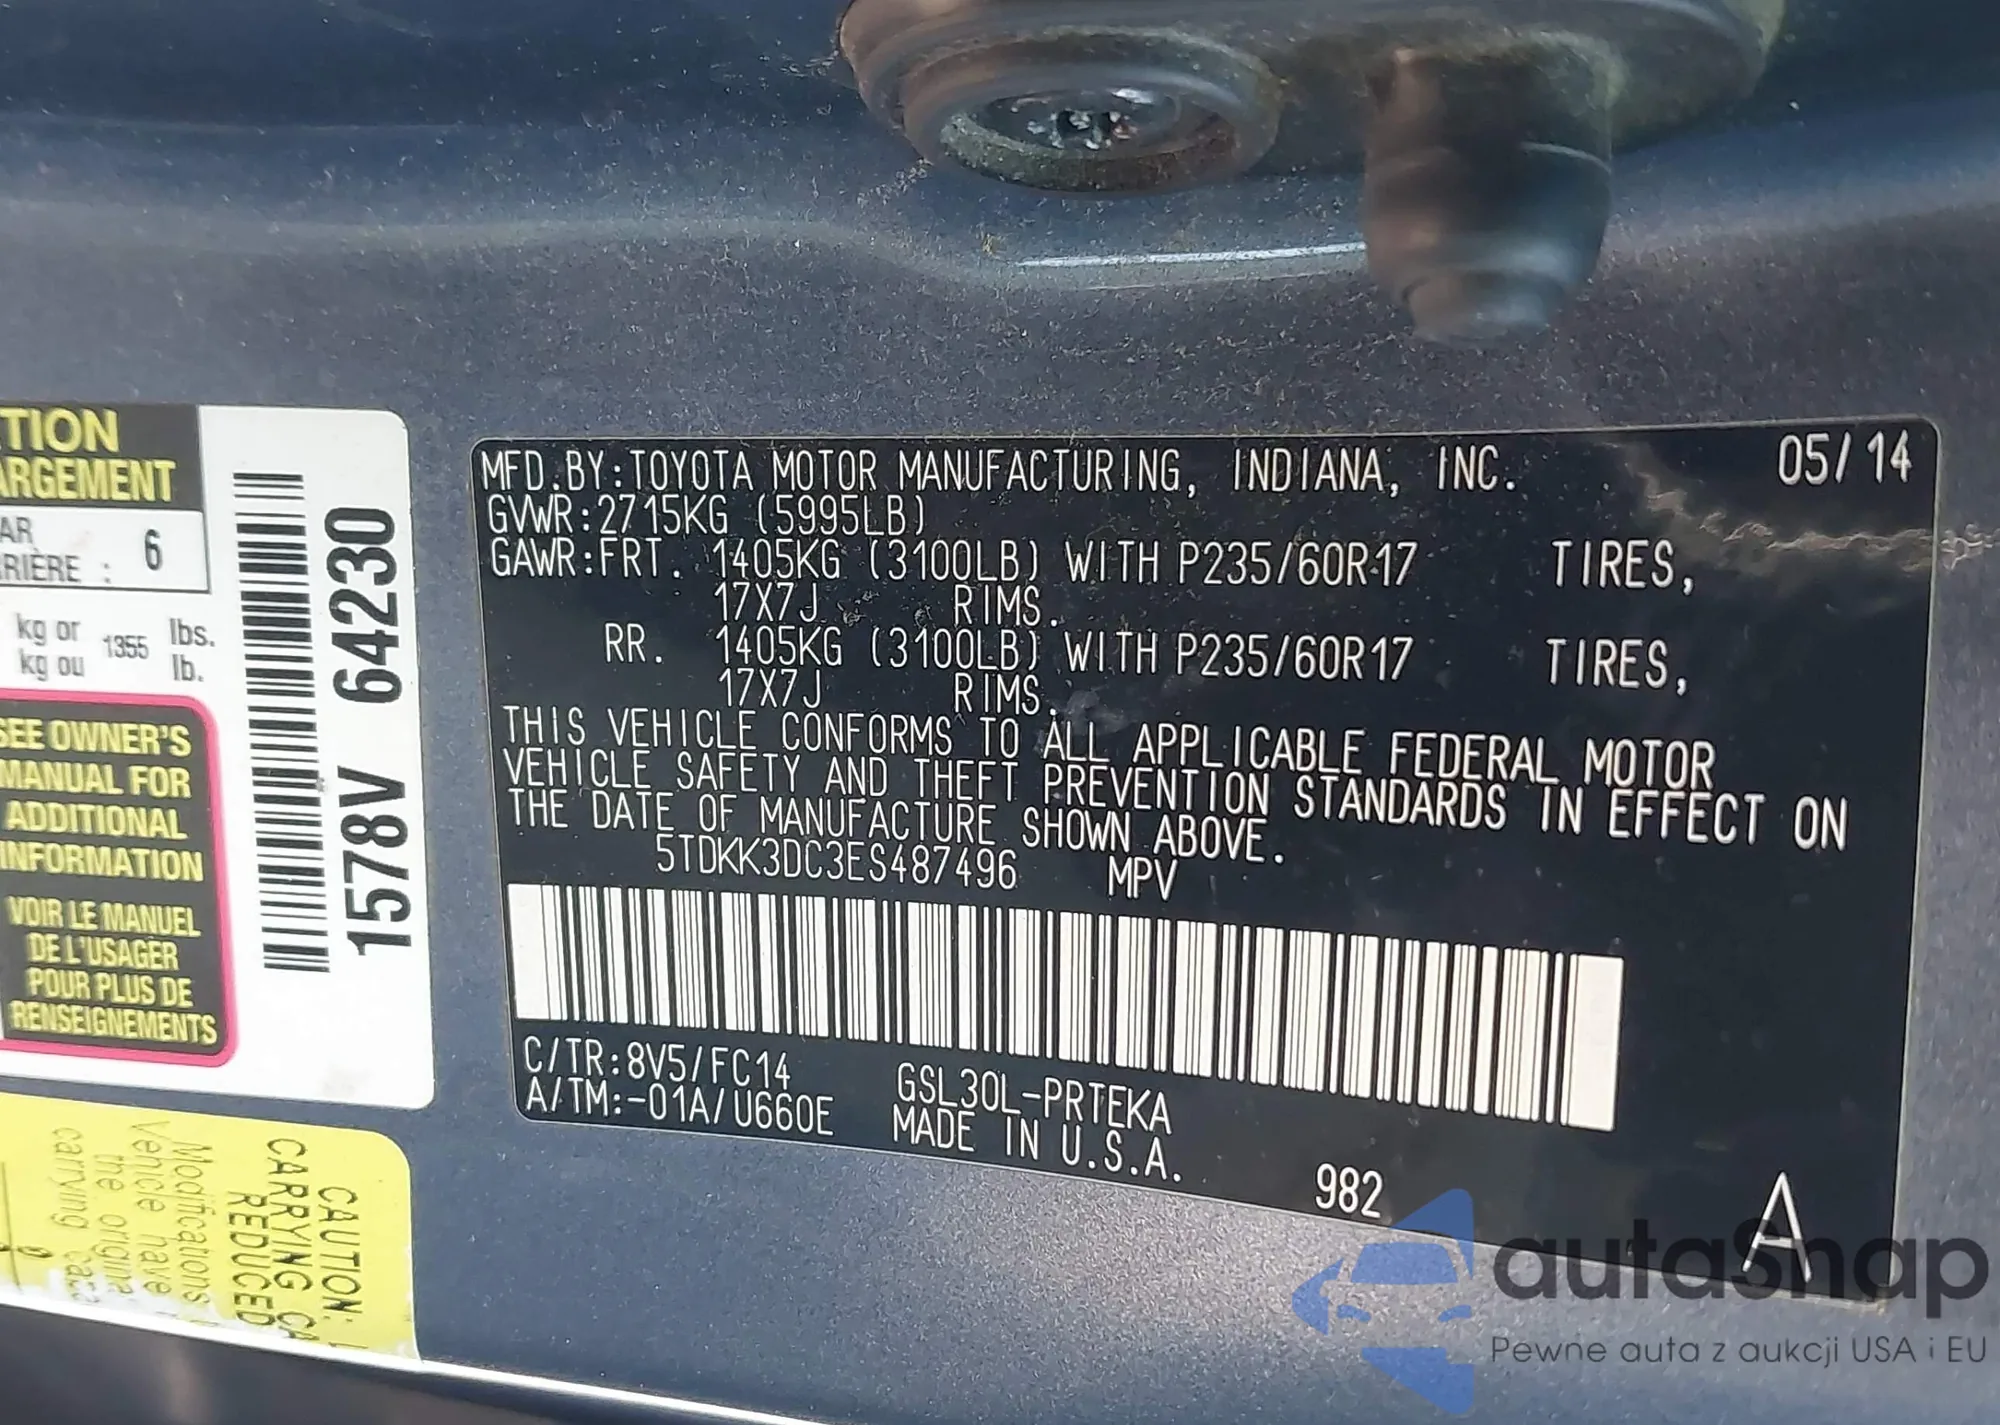 TION
ARGEMENT
AR
RIÈRE : 6
kg or 1355 lbs.
kg ou lb.
SEE OWNER'S
MANUAL FOR
ADDITIONAL
INFORMATION
VOIR LE MANUEL
DE L'USAGER
POUR PLUS DE
RENSEIGNEMENTS
1578V 64230
CAUTION:
CARRYING CA
REDUCED
Modifications
vehicle have
the origina
carrying capa
MFD.BY:TOYOTA MOTOR MANUFACTURING, INDIANA, INC. 05/14
GVWR:2715KG (5995LB)
GAWR:FRT. 1405KG (3100LB) WITH P235/60R17 TIRES,
17X7J RIMS.
RR. 1405KG (3100LB) WITH P235/60R17 TIRES,
17X7J RIMS.
THIS VEHICLE CONFORMS TO ALL APPLICABLE FEDERAL MOTOR
VEHICLE SAFETY AND THEFT PREVENTION STANDARDS IN EFFECT ON
THE DATE OF MANUFACTURE SHOWN ABOVE.
5TDKK3DC3ES487496 MPV
C/TR:8V5/FC14 GSL30L-PRTEKA
A/TM:-01A/U660E MADE IN U.S.A.
982 A
autaSnap
Pewne auta z aukcji USA i EU